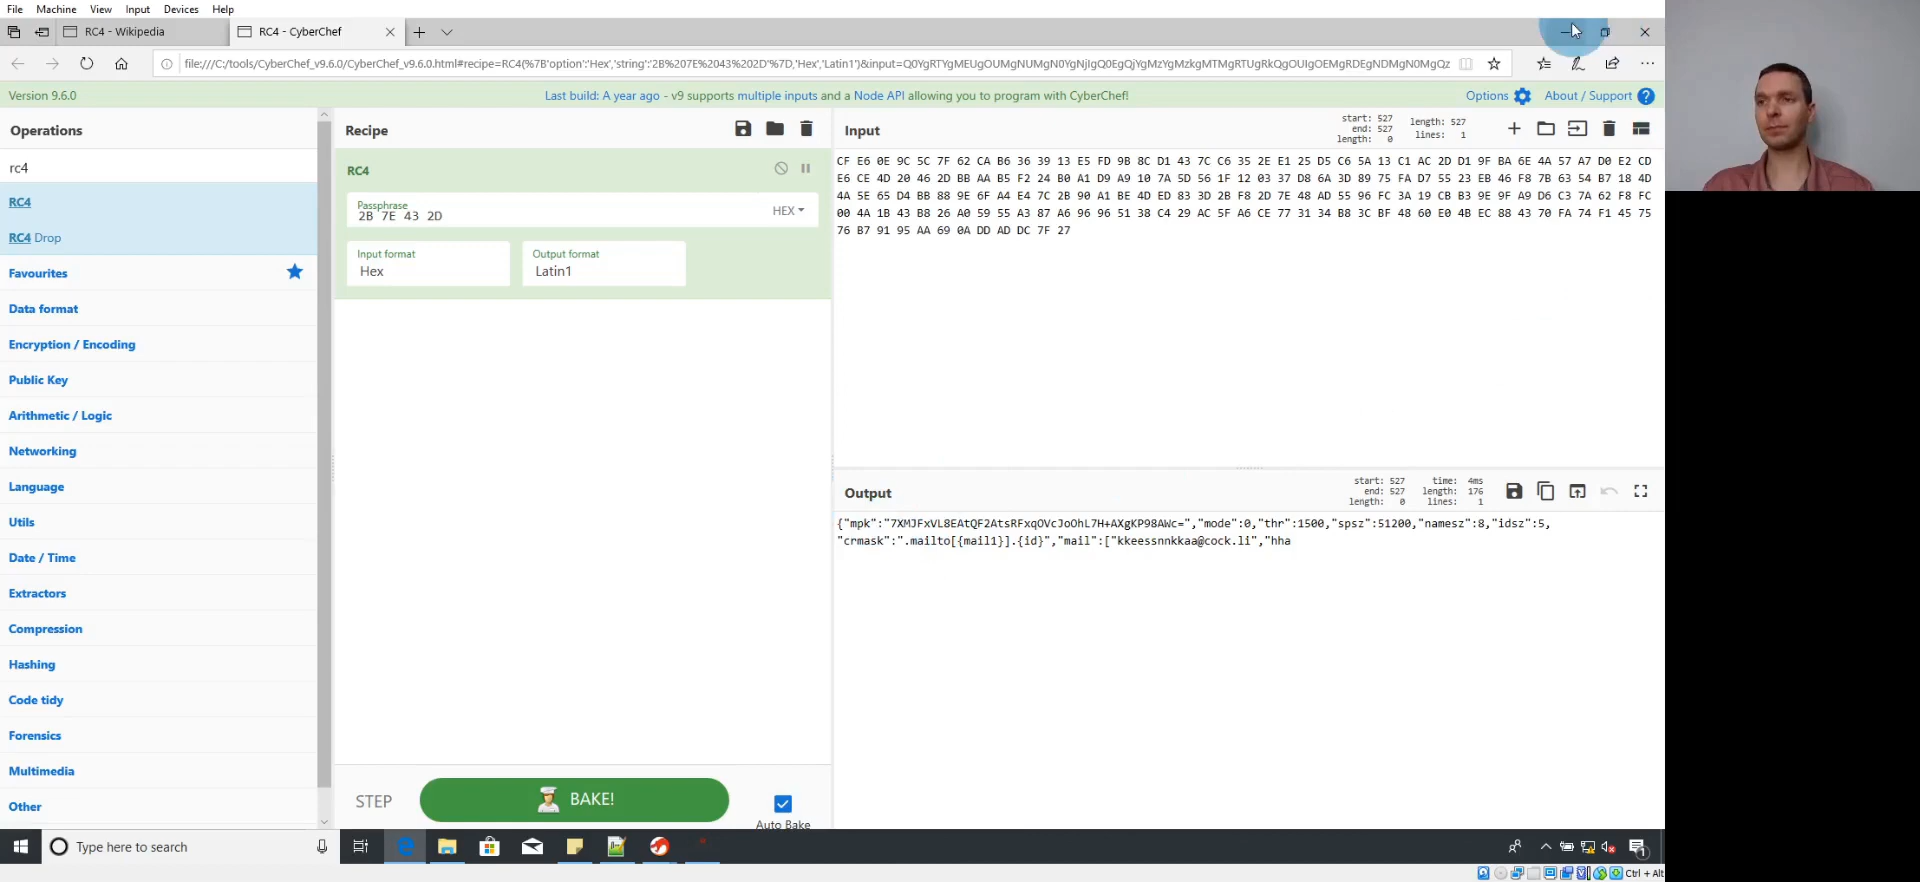 File Machine View Input Devices Help
RC4 - Wikipedia RC4 - CyberChef
file:///C:/tools/CyberChef_v9.6.0/CyberChef_v9.6.0.html#recipe=RC4(%7B'option':'Hex','string':'2B%207E%2043%202D'%7D,'Hex','Latin1')&input=Q0YgRTYgMEUgOUMgNUMgN0YgNjIgQ0EgQjYgMzYgMzkgMTMgRTUgRkQgOUIgOEMgRDEgNDMgN0MgQz
Version 9.6.0 Last build: A year ago - v9 supports multiple inputs and a Node API allowing you to program with CyberChef! Options About / Support
Operations
rc4
RC4
RC4 Drop
Favourites
Data format
Encryption / Encoding
Public Key
Arithmetic / Logic
Networking
Language
Utils
Date / Time
Extractors
Compression
Hashing
Code tidy
Forensics
Multimedia
Other
Recipe
RC4
Passphrase
2B 7E 43 2D HEX
Input format Output format
Hex Latin1
STEP BAKE!
Auto Bake
Input
start: 527
end: 527
length: 0
length: 527
lines: 1
CF E6 0E 9C 5C 7F 62 CA B6 36 39 13 E5 FD 9B 8C D1 43 7C C6 35 2E E1 25 D5 C6 5A 13 C1 AC 2D D1 9F BA 6E 4A 57 A7 D0 E2 CD
E6 CE 4D 20 46 2D BB AA B5 F2 24 B0 A1 D9 A9 10 7A 5D 56 1F 12 03 37 D8 6A 3D 89 75 FA D7 55 23 EB 46 F8 7B 63 54 B7 18 4D
4A 5E 65 D4 BB 88 9E 6F A4 E4 7C 2B 90 A1 BE 4D ED 83 3D 2B F8 2D 7E 48 AD 55 96 FC 3A 19 CB B3 9E 9F A9 D6 C3 7A 62 F8 FC
00 4A 1B 43 B8 26 A0 59 55 A3 87 A6 96 96 51 38 C4 29 AC 5F A6 CE 77 31 34 B8 3C BF 48 60 E0 4B EC 88 43 70 FA 74 F1 45 75
76 B7 91 95 AA 69 0A DD AD DC 7F 27
Output
start: 527
end: 527
length: 0
time: 4ms
length: 176
lines: 1
{"mpk":"7XMJFxVL8EAtQF2AtsRFxqOVcJoOhL7H+AXgKP98AWc=","mode":0,"thr":1500,"spsz":51200,"namesz":8,"idsz":5,
"crmask":".mailto[{mail1}].{id}","mail":["kkeessnnkkaa@cock.li","hha
Type here to search
1
Ctrl + Alt